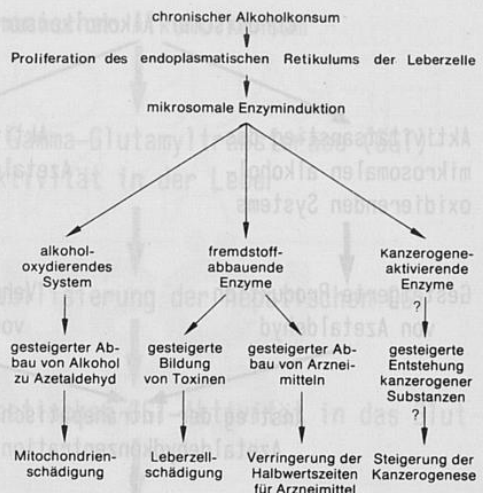 chronischer Alkoholkonsum
Proliferation des endoplasmatischen Retikulums der Leberzelle
mikrosomale Enzyminduktion
alkohol-
oxydierendes
System
fremdstoff-
abbauende
Enzyme
Kanzerogene-
aktivierende
Enzyme
?
gesteigerter Ab-
bau von Alkohol
zu Azetaldehyd
gesteigerte
Bildung
von Toxinen
gesteigerter Ab-
bau von Arznei-
mitteln
gesteigerte
Entstehung
kanzerogener
Substanzen
?
Mitochondrien-
schädigung
Leberzell-
schädigung
Verringerung der
Halbwertszeiten
für Arzneimittel
Steigerung der
Kanzerogenese